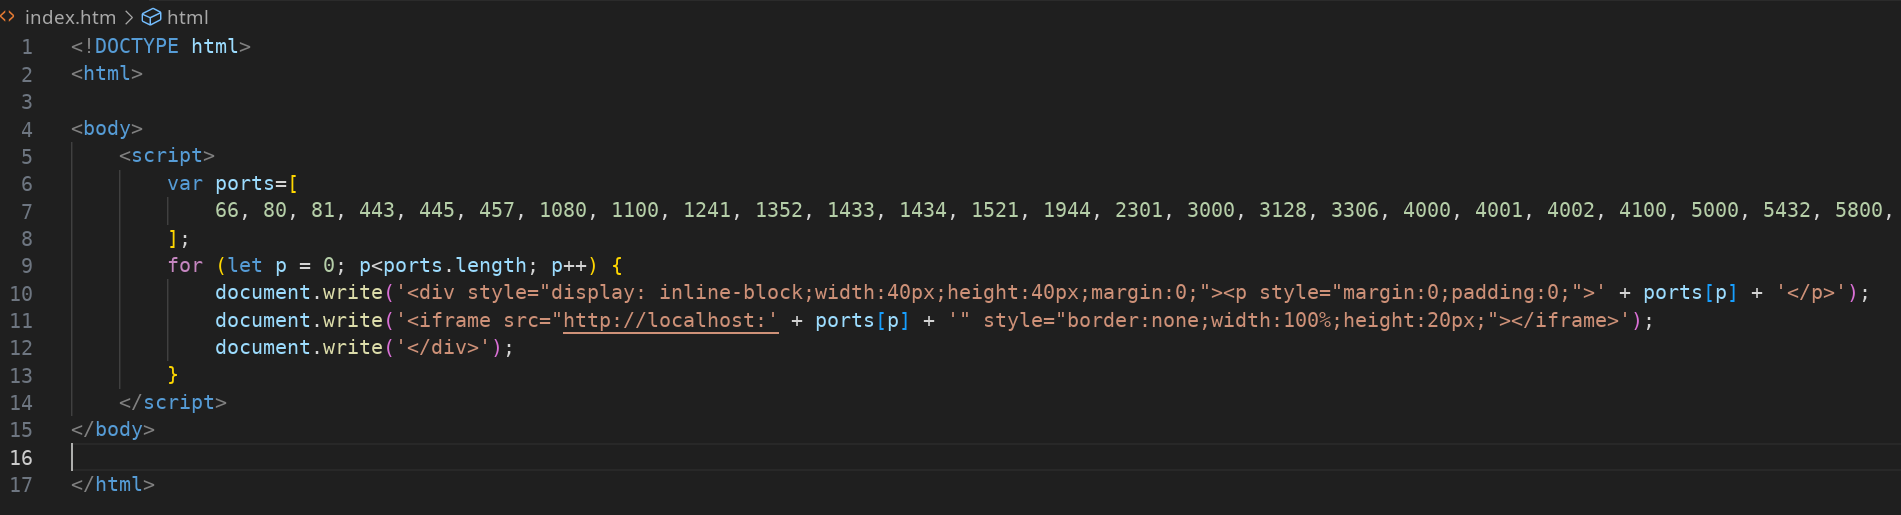 index.htm > html
1 <!DOCTYPE html>
2 <html>
3
4 <body>
5     <script>
6         var ports=[
7             66, 80, 81, 443, 445, 457, 1080, 1100, 1241, 1352, 1433, 1434, 1521, 1944, 2301, 3000, 3128, 3306, 4000, 4001, 4002, 4100, 5000, 5432, 5800,
8         ];
9         for (let p = 0; p<ports.length; p++) {
10             document.write('<div style="display: inline-block;width:40px;height:40px;margin:0;"><p style="margin:0;padding:0;">' + ports[p] + '</p>');
11             document.write('<iframe src="http://localhost:' + ports[p] + '" style="border:none;width:100%;height:20px;"></iframe>');
12             document.write('</div>');
13         }
14     </script>
15 </body>
16
17 </html>